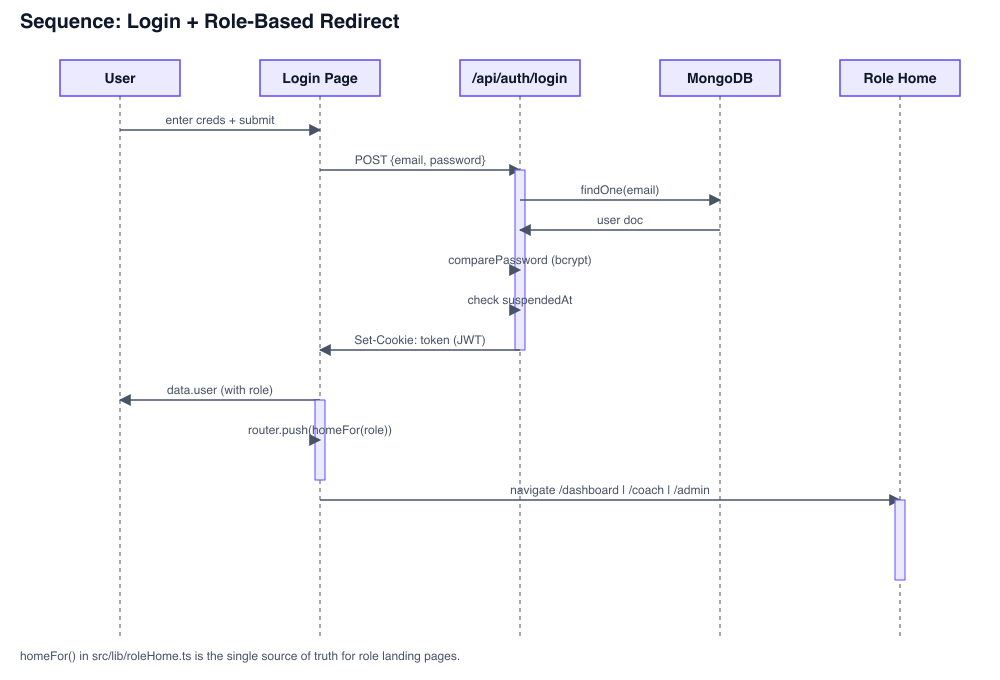 Sequence: Login + Role-Based Redirect
User
Login Page
/api/auth/login
MongoDB
Role Home
enter creds + submit
POST {email, password}
findOne(email)
user doc
comparePassword (bcrypt)
check suspendedAt
Set-Cookie: token (JWT)
data.user (with role)
router.push(homeFor(role))
navigate /dashboard | /coach | /admin
homeFor() in src/lib/roleHome.ts is the single source of truth for role landing pages.